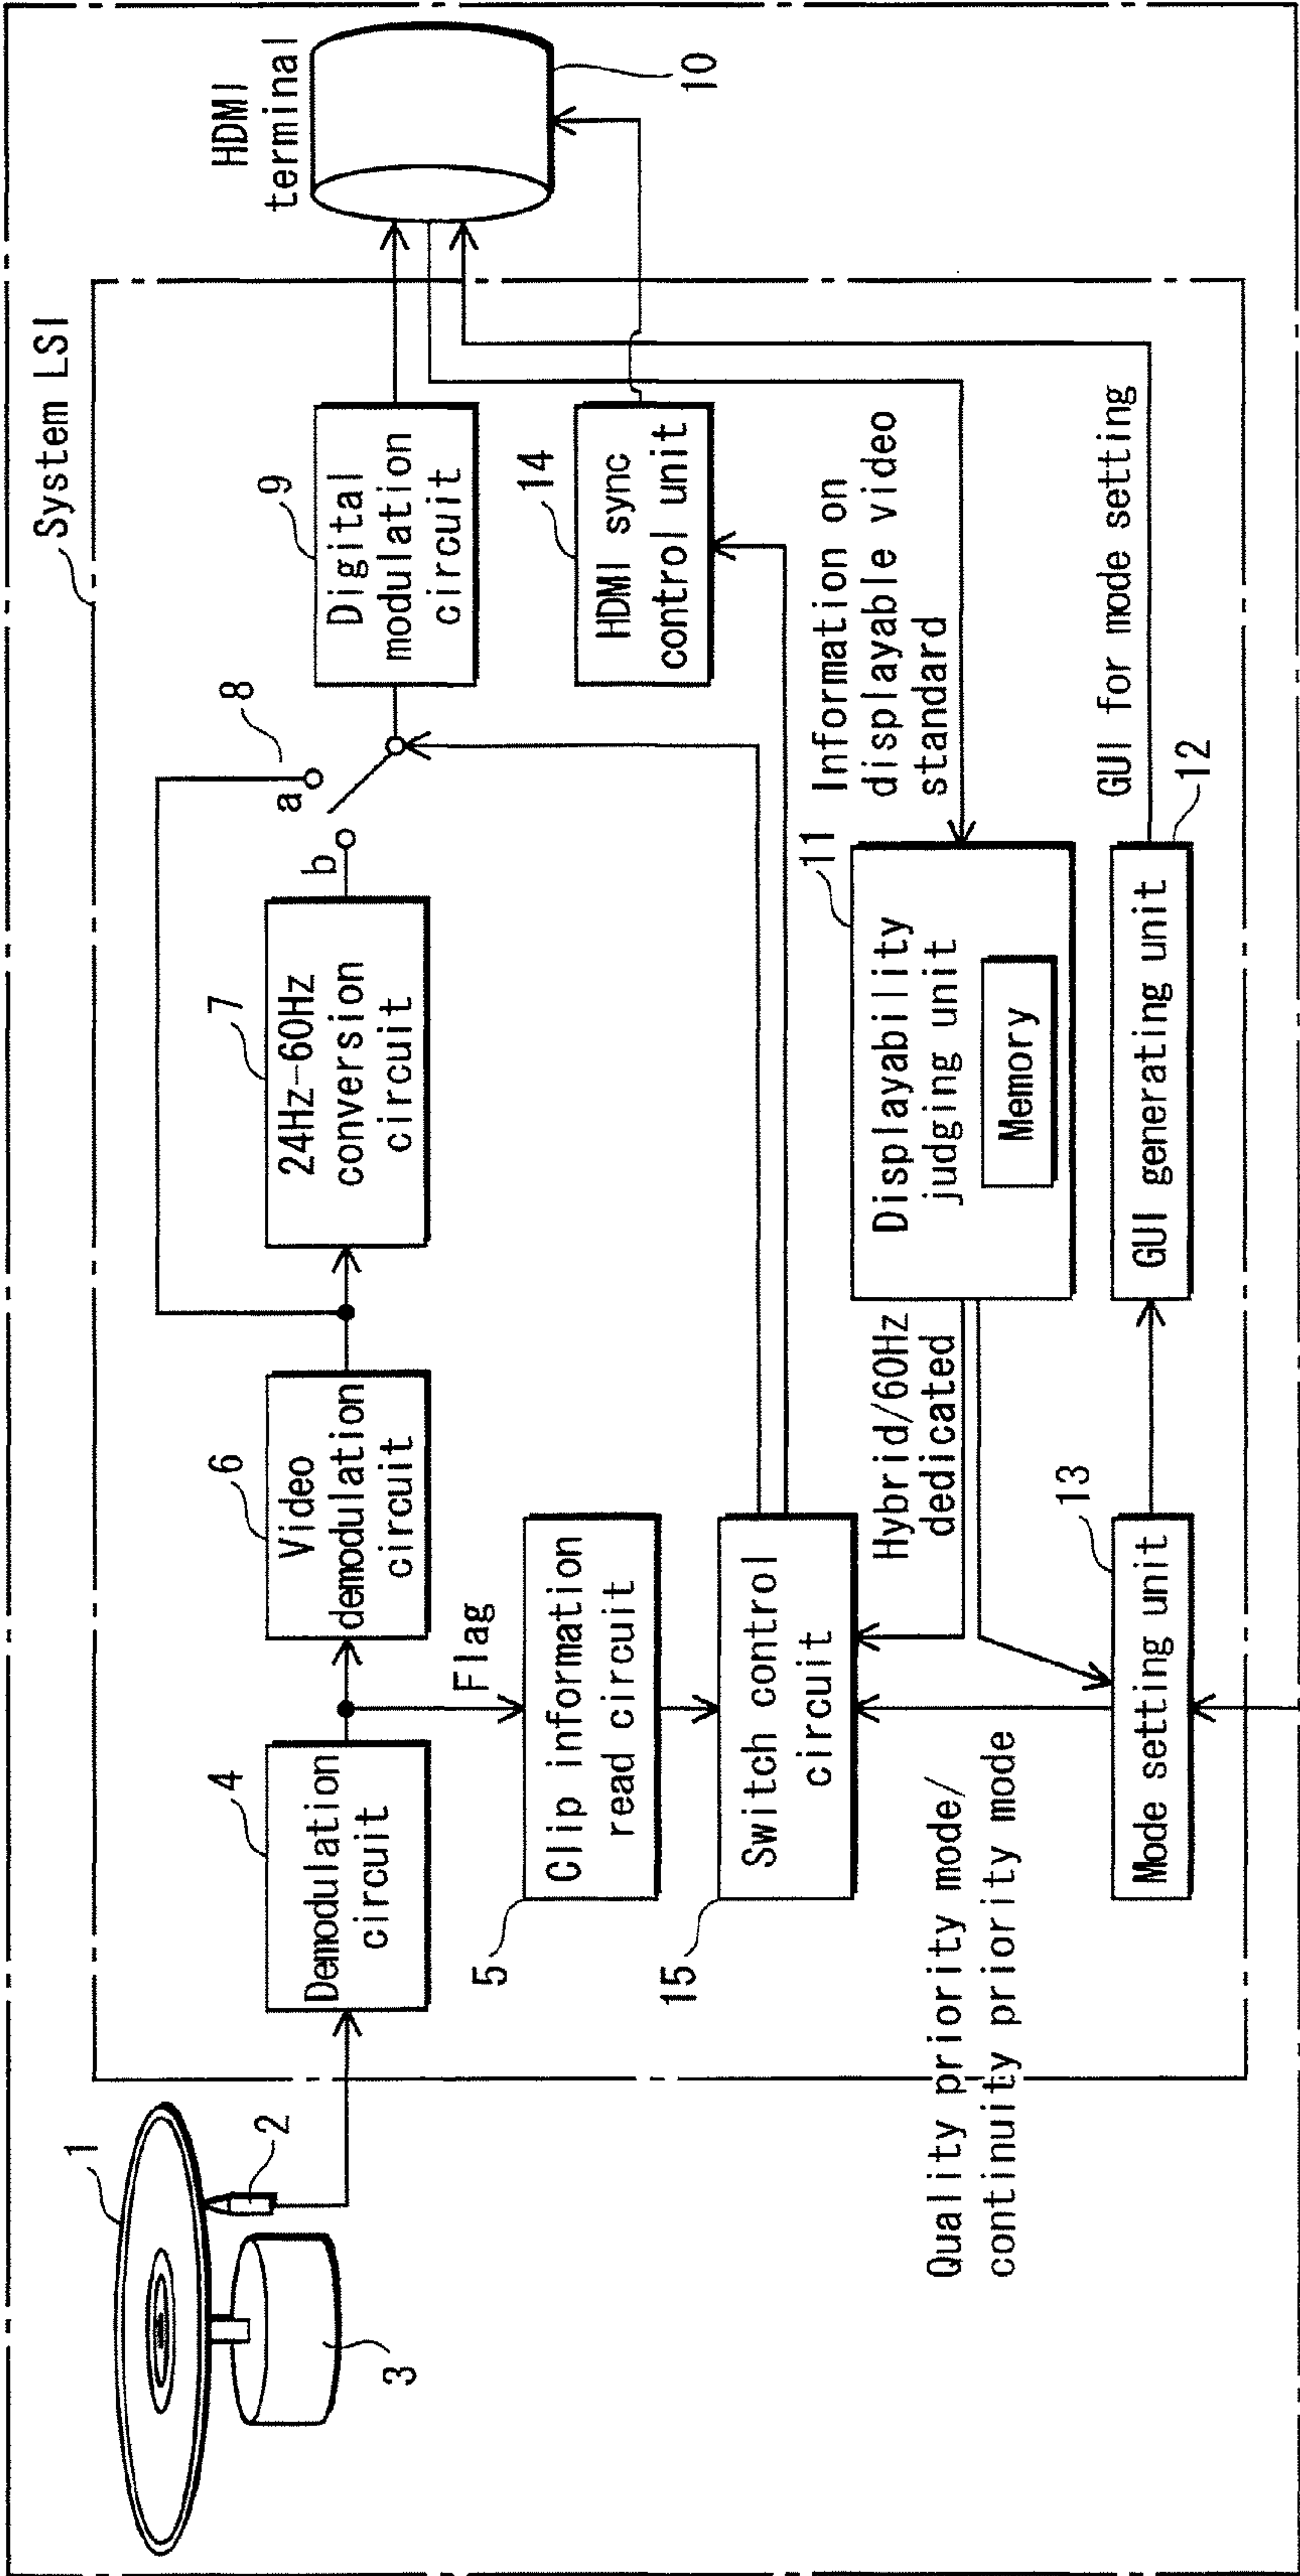 System LSI
HDMI
terminal
10
1
2
3
4
Demodulation
circuit
6
Video
demodulation
circuit
7
24Hz-60Hz
conversion
circuit
8
a
b
9
Digital
modulation
circuit
14
HDMI sync
control unit
Flag
5
Clip information
read circuit
15
Switch control
circuit
Hybrid/60Hz
dedicated
11
Displayability
judging unit
Memory
Information on
displayable video
standard
Quality priority mode/
continuity priority mode
13
Mode setting unit
12
GUI generating unit
GUI for mode setting